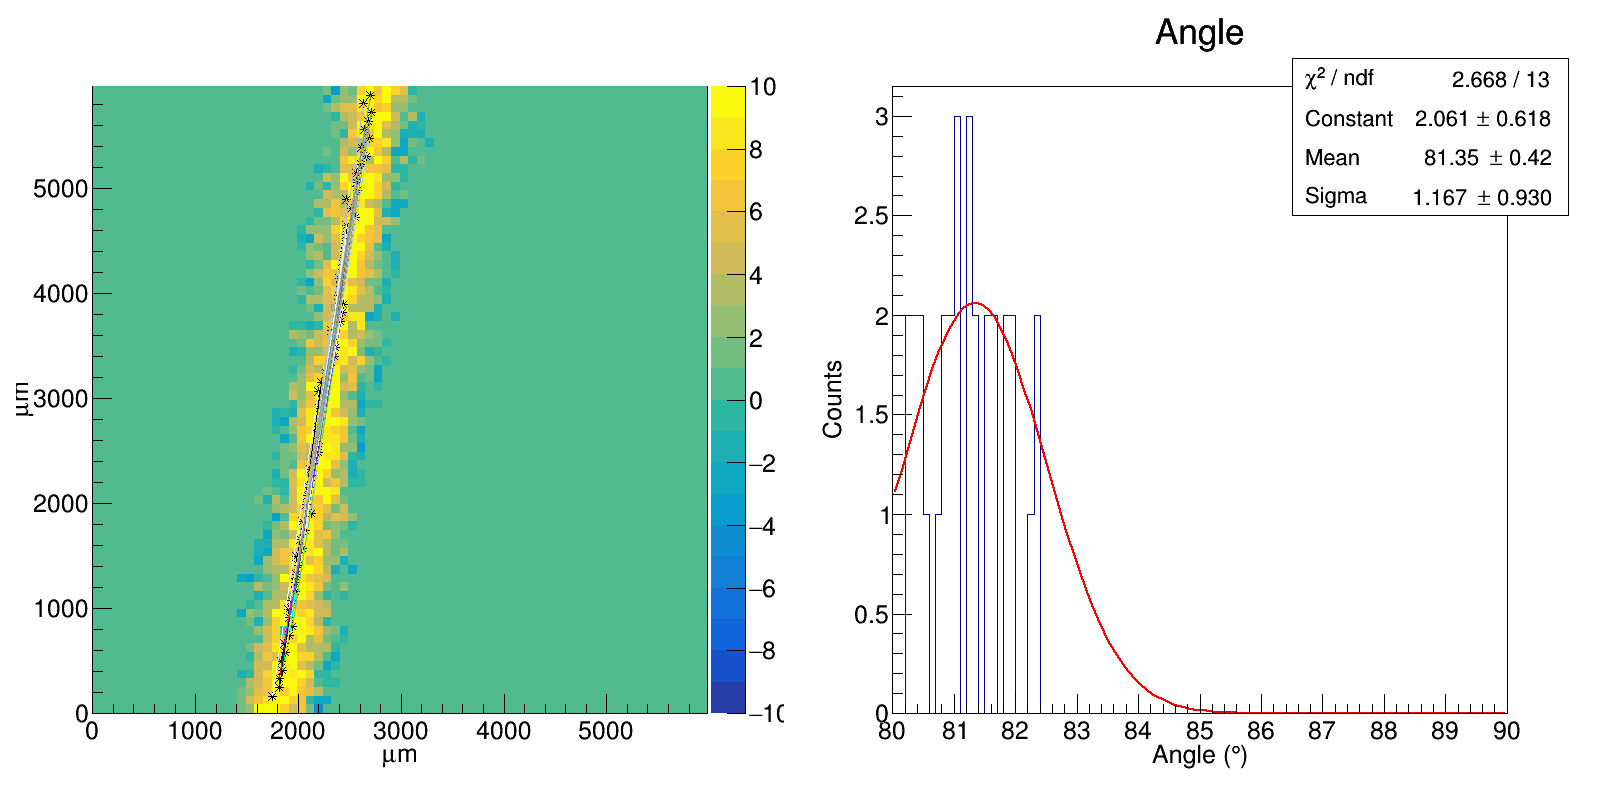 Angle
χ² / ndf 2.668 / 13
Constant 2.061 ± 0.618
Mean 81.35 ± 0.42
Sigma 1.167 ± 0.930
μm
5000
4000
3000
2000
1000
0
0 1000 2000 3000 4000 5000
μm
10
8
6
4
2
0
−2
−4
−6
−8
−10
Counts
3
2.5
2
1.5
1
0.5
0
80 81 82 83 84 85 86 87 88 89 90
Angle (°)